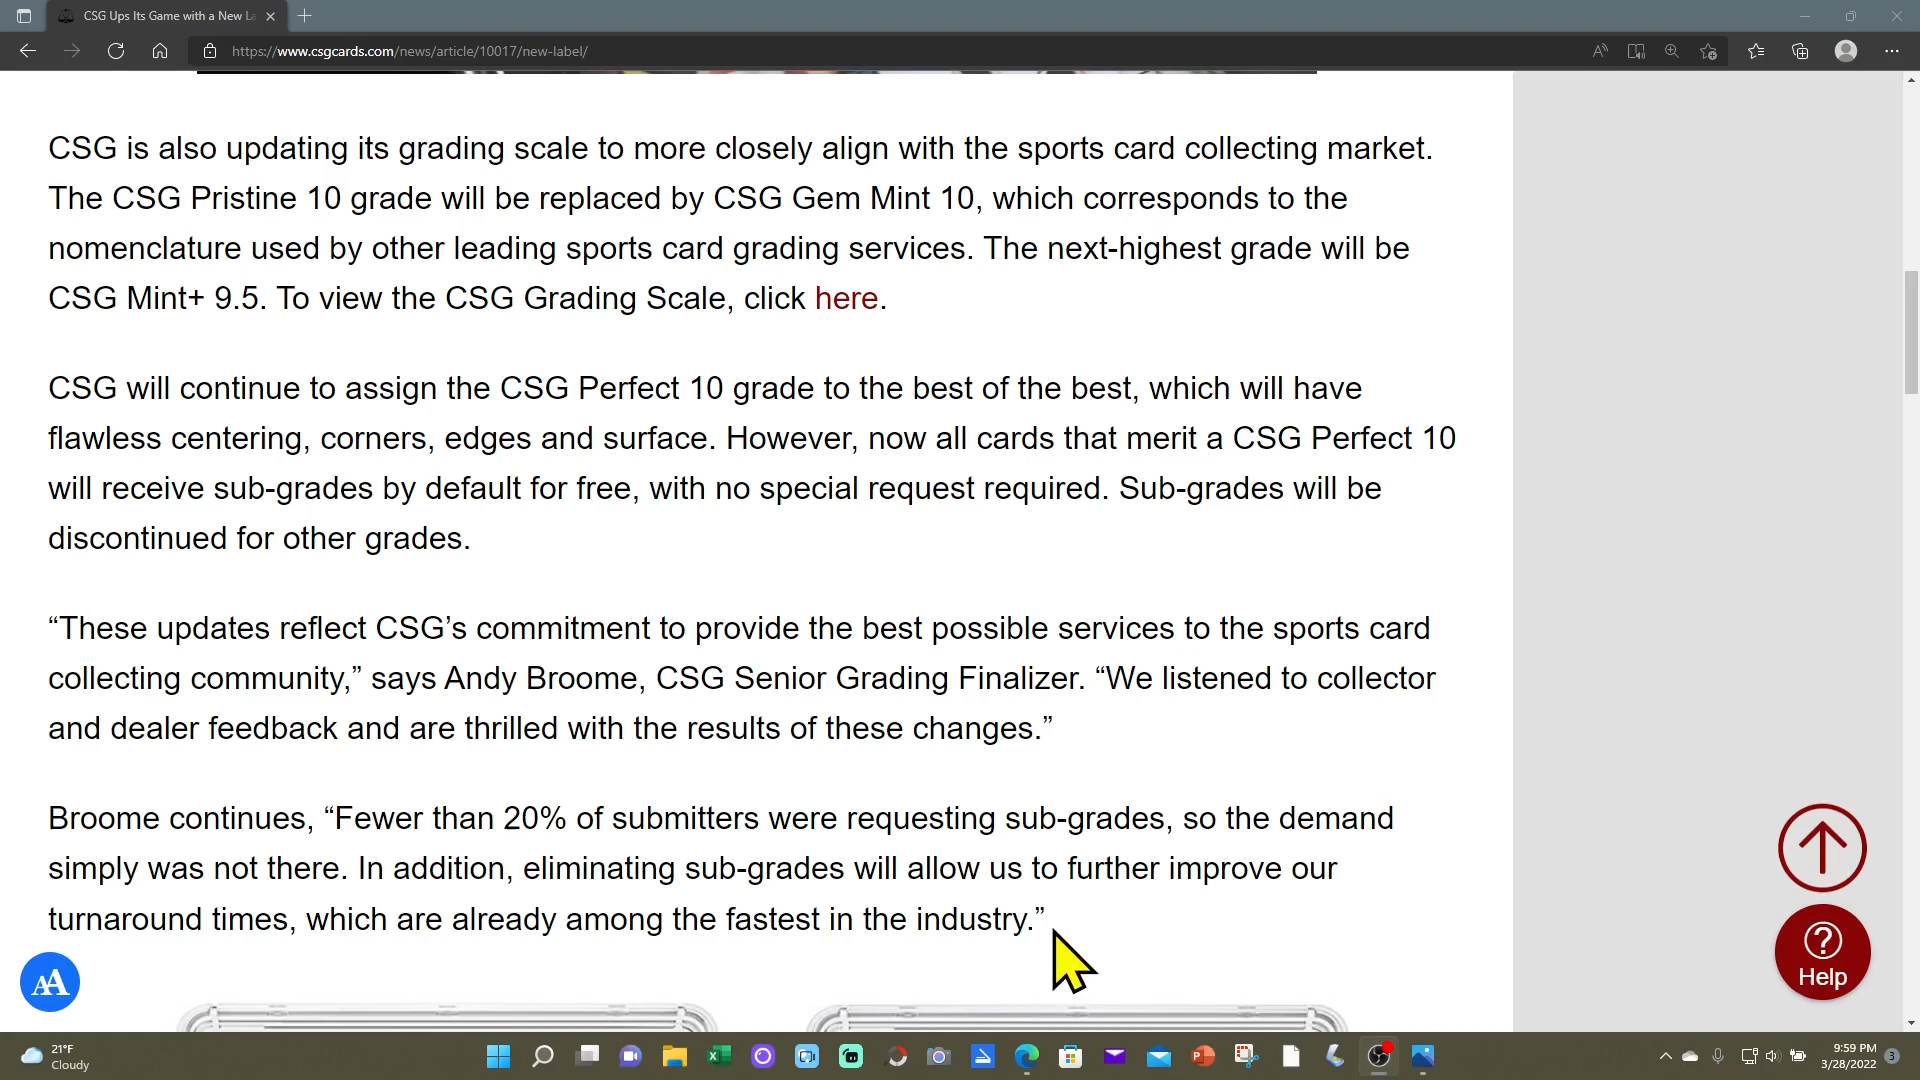 CSG Ups Its Game with a New La
https://www.csgcards.com/news/article/10017/new-label/
CSG is also updating its grading scale to more closely align with the sports card collecting market.
The CSG Pristine 10 grade will be replaced by CSG Gem Mint 10, which corresponds to the
nomenclature used by other leading sports card grading services. The next-highest grade will be
CSG Mint+ 9.5. To view the CSG Grading Scale, click here.
CSG will continue to assign the CSG Perfect 10 grade to the best of the best, which will have
flawless centering, corners, edges and surface. However, now all cards that merit a CSG Perfect 10
will receive sub-grades by default for free, with no special request required. Sub-grades will be
discontinued for other grades.
“These updates reflect CSG’s commitment to provide the best possible services to the sports card
collecting community,” says Andy Broome, CSG Senior Grading Finalizer. “We listened to collector
and dealer feedback and are thrilled with the results of these changes.”
Broome continues, “Fewer than 20% of submitters were requesting sub-grades, so the demand
simply was not there. In addition, eliminating sub-grades will allow us to further improve our
turnaround times, which are already among the fastest in the industry.”
AA
Help
21°F
Cloudy
9:59 PM
3/28/2022
3